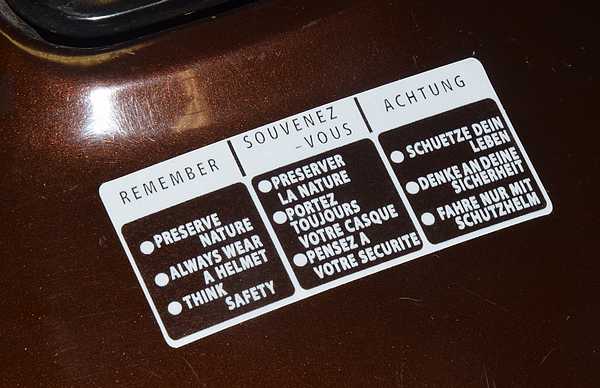 REMEMBER
PRESERVE
NATURE
ALWAYS WEAR
A HELMET
THINK
SAFETY
SOUVENEZ
-VOUS
PRESERVER
LA NATURE
PORTEZ
TOUJOURS
VOTRE CASQUE
PENSEZ A
VOTRE SECURITE
ACHTUNG
SCHUETZE DEIN
LEBEN
DENKE AN DEINE
SICHERHEIT
FAHRE NUR MIT
SCHUTZHELM